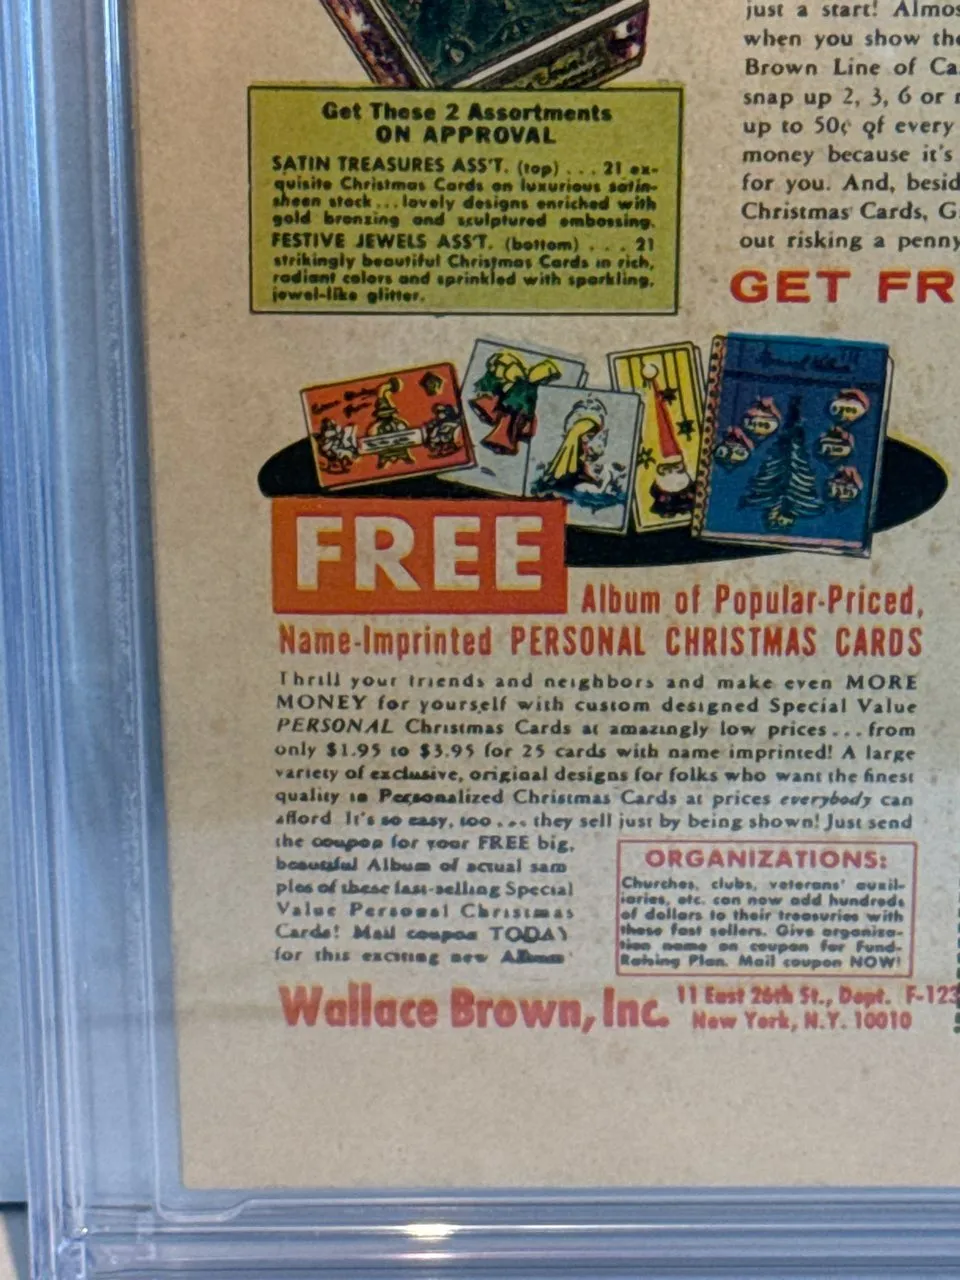 just a start! Almos
when you show the
Brown Line of Ca
snap up 2, 3, 6 or
up to 50¢ of every
money because it's
for you. And, besid
Christmas Cards, G
out risking a penny
GET FR
Get These 2 Assortments
ON APPROVAL
SATIN TREASURES ASS'T. (top) ... 21 ex-
quisite Christmas Cards on luxurious satin-
sheen stock ... lovely designs enriched with
gold bronzing and sculptured embossing.
FESTIVE JEWELS ASS'T. (bottom) ... 21
strikingly beautiful Christmas Cards in rich,
radiant colors and sprinkled with sparkling,
jewel-like glitter.
FREE
Album of Popular-Priced,
Name-Imprinted PERSONAL CHRISTMAS CARDS
Thrill your friends and neighbors and make even MORE
MONEY for yourself with custom designed Special Value
PERSONAL Christmas Cards at amazingly low prices ... from
only $1.95 to $3.95 for 25 cards with name imprinted! A large
variety of exclusive, original designs for folks who want the finest
quality in Personalized Christmas Cards at prices everybody can
afford It's so easy, too ... they sell just by being shown! Just send
the coupon for your FREE big,
beautiful Album of actual sam
ples of these fast-selling Special
Value Personal Christmas
Cards! Mail coupon TODAY
for this exciting new Album
ORGANIZATIONS:
Churches, clubs, veterans' auxil-
iaries, etc. can now add hundreds
of dollars to their treasuries with
these fast sellers. Give organiza-
tion name on coupon for Fund-
Raising Plan. Mail coupon NOW!
Wallace Brown, Inc.
11 East 26th St., Dept. F-123
New York, N.Y. 10010